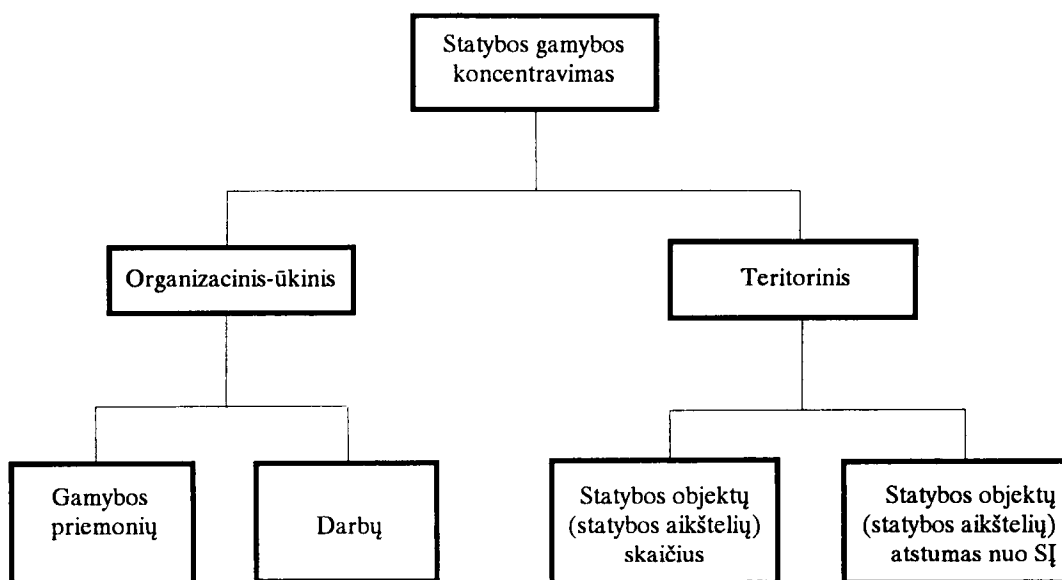 Statybos gamybos
koncentravimas
Organizacinis-ūkinis
Teritorinis
Gamybos
priemonių
Darbų
Statybos objektų
(statybos aikštelių)
skaičius
Statybos objektų
(statybos aikštelių)
atstumas nuo SĮ